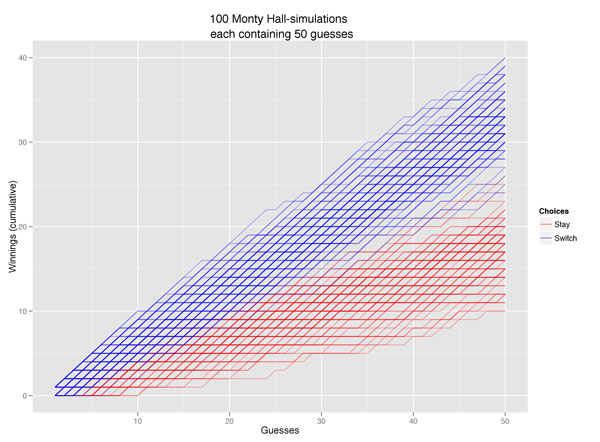 100 Monty Hall-simulations
each containing 50 guesses
40
30
20
10
0
Winnings (cumulative)
10 20 30 40 50
Guesses
Choices
Stay
Switch